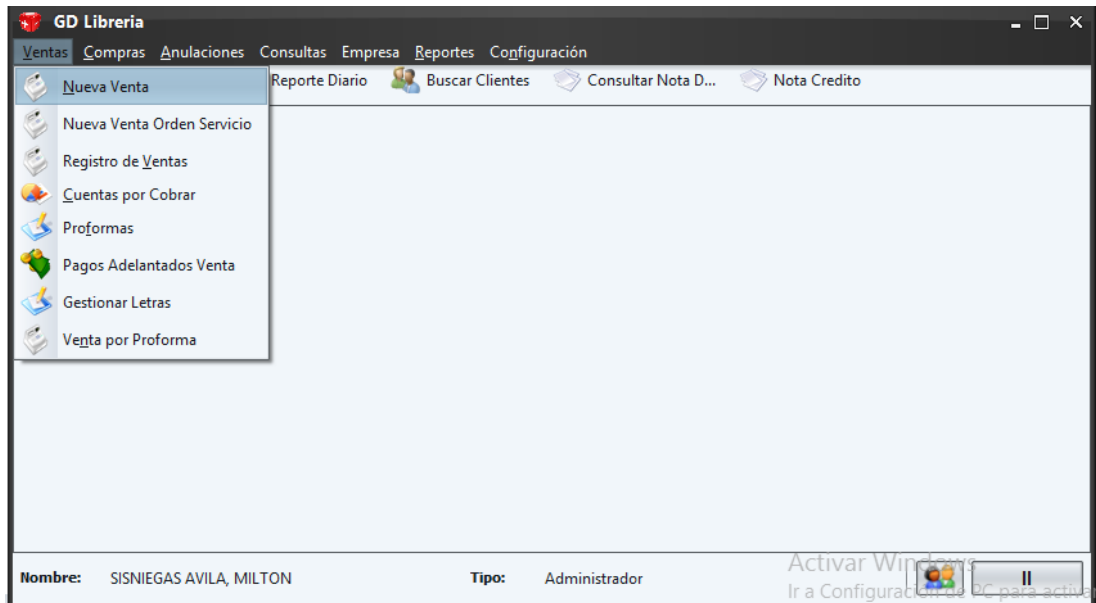 GD Libreria
Ventas Compras Anulaciones Consultas Empresa Reportes Configuración
Reporte Diario Buscar Clientes Consultar Nota D... Nota Credito
Nueva Venta
Nueva Venta Orden Servicio
Registro de Ventas
Cuentas por Cobrar
Proformas
Pagos Adelantados Venta
Gestionar Letras
Venta por Proforma
Nombre: SISNIEGAS AVILA, MILTON Tipo: Administrador
Activar Windows
Ir a Configuración de PC para activa